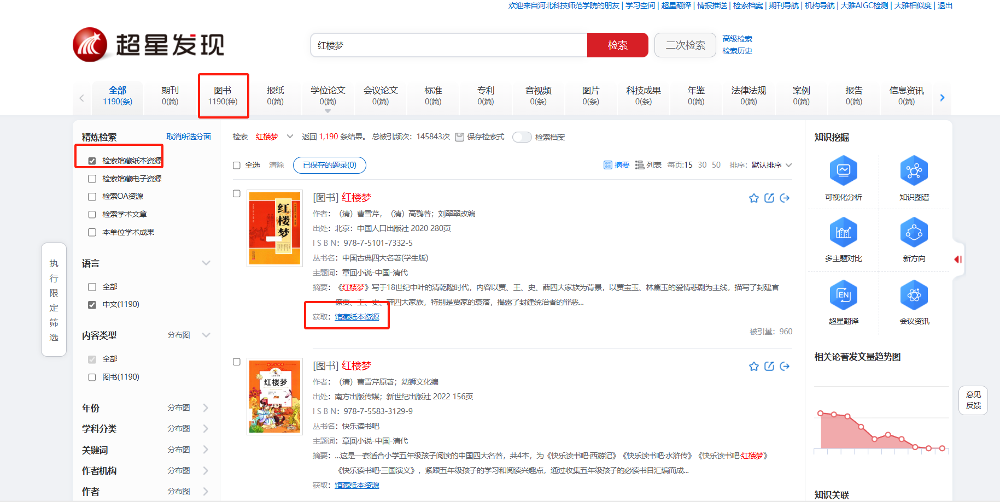 欢迎来自河北科技师范学院的朋友 | 学习空间 | 超星翻译 | 情报推送 | 检索档案 | 期刊导航 | 机构导航 | 大雅AIGC检测 | 大雅相似度 | 退出
超星发现
红楼梦 检索 二次检索
高级检索
检索历史
全部 期刊 图书 报纸 学位论文 会议论文 标准 专利 音视频 图片 科技成果 年鉴 法律法规 案例 报告 信息资讯
1190(条) 0(篇) 1190(种) 0(篇) 0(篇) 0(篇) 0(篇) 0(篇) 0(条) 0(条) 0(条) 0(篇) 0(篇) 0(篇) 0(篇) 0(篇)
执行限定筛选
精炼检索 取消所选分面
检索馆藏纸本资源
检索馆藏电子资源
检索OA资源
检索学术文章
本单位学术成果
语言
全部
中文(1190)
内容类型 分布图
全部
图书(1190)
年份 分布图
学科分类 分布图
关键词 分布图
作者机构 分布图
作者 分布图
检索 红楼梦 返回 1,190 条结果。 总被引频次：145843次 保存检索式 检索档案
全选 清除 已保存的题录(0) 摘要 列表 每页:15 30 50 排序：默认排序
红楼梦
[图书] 红楼梦
作者：（清）曹雪芹，（清）高鹗著；刘翠翠改编
出处：北京：中国人口出版社 2020 280页
I S B N：978-7-5101-7332-5
丛书名：中国古典四大名著(学生版)
主题词：章回小说-中国-清代
摘要：《红楼梦》写于18世纪中叶的清乾隆时代，内容以贾、王、史、薛四大家族为背景，以贾宝玉、林黛玉的爱情悲剧为主线，描写了封建官
僚贾、王、史、薛四大家族，特别是贾家的衰落，揭露了封建统治者的罪恶...
获取：馆藏纸本资源
被引量：960
红楼梦
[图书] 红楼梦
作者：（清）曹雪芹原著；幼狮文化编
出处：南方出版传媒；新世纪出版社 2022 156页
I S B N：978-7-5583-3129-9
丛书名：快乐读书吧
主题词：章回小说-中国-清代
摘要：...这是一套适合小学五年级孩子阅读的中国四大名著，共4本，为《快乐读书吧·西游记》《快乐读书吧·水浒传》《快乐读书吧·红楼梦》
《快乐读书吧·三国演义》，紧跟五年级孩子的学习和阅读兴趣点，通过收集五年级孩子的必读书目汇编而成...
获取：馆藏纸本资源
知识挖掘
可视化分析 知识图谱
多主题对比 新方向
EN
超星翻译 会议资讯
相关论著发文量趋势图
知识关联
意见
反馈